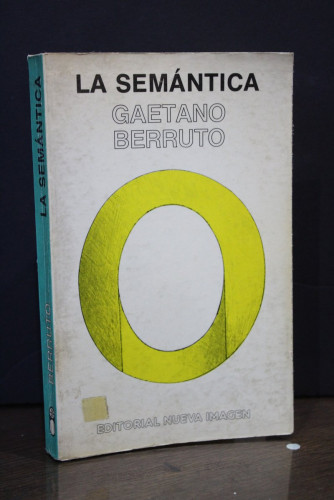 LA SEMÁNTICA
GAETANO
BERRUTO
EDITORIAL NUEVA IMAGEN
LA SEMÁNTICA
BERRUTO